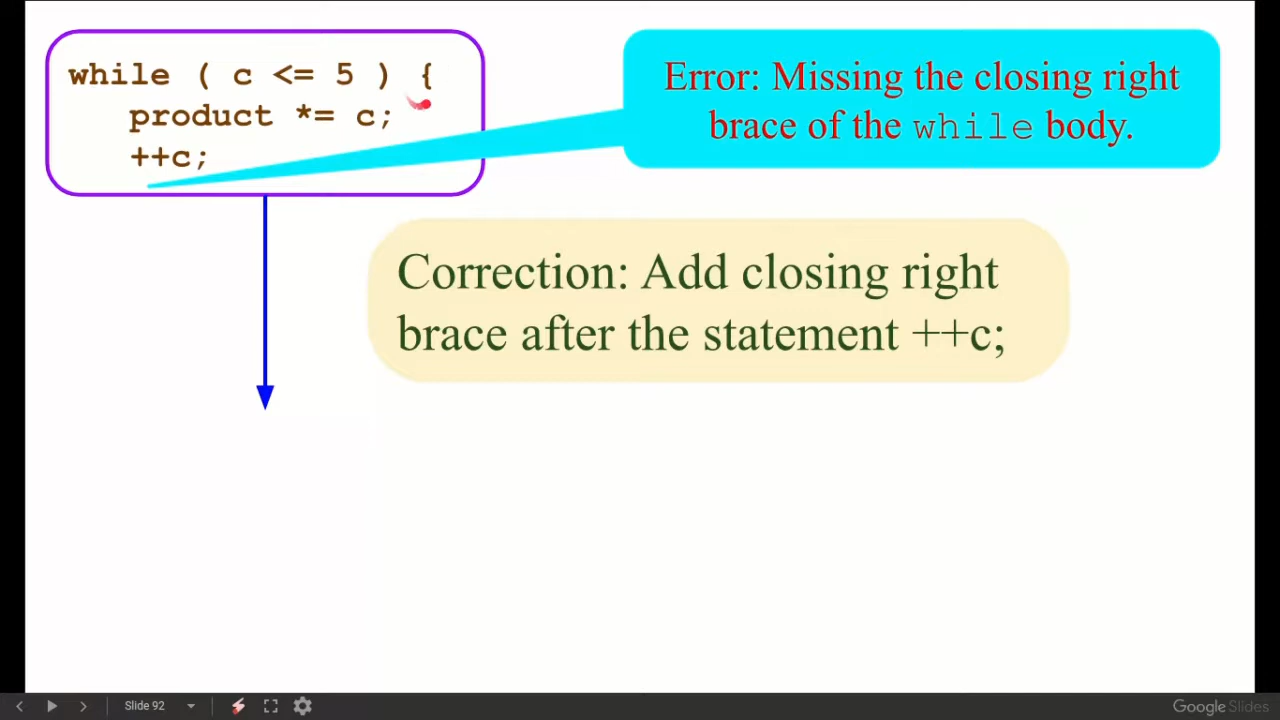 while ( c <= 5 ) {
product *= c;
++c;
Error: Missing the closing right
brace of the while body.
Correction: Add closing right
brace after the statement ++c;
Slide 92
Google Slides